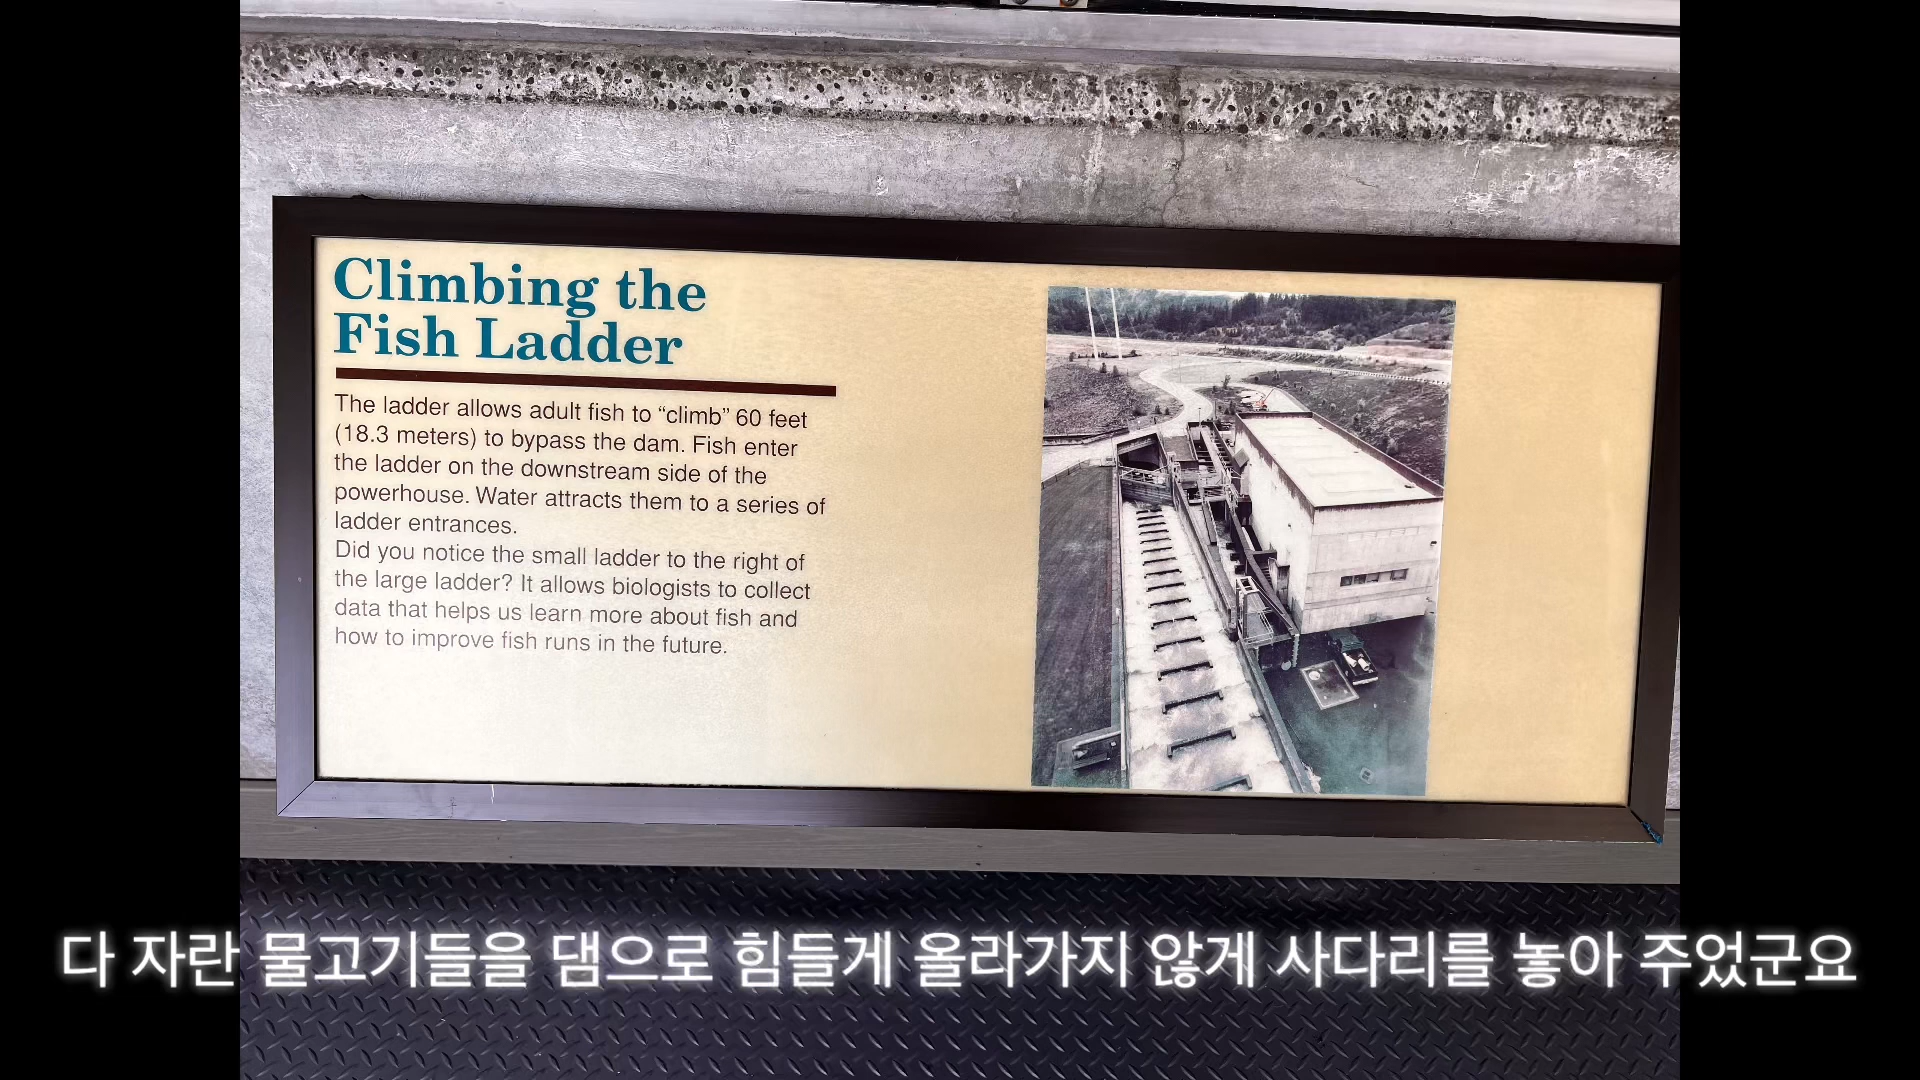 Climbing the
Fish Ladder
The ladder allows adult fish to “climb” 60 feet
(18.3 meters) to bypass the dam. Fish enter
the ladder on the downstream side of the
powerhouse. Water attracts them to a series of
ladder entrances.
Did you notice the small ladder to the right of
the large ladder? It allows biologists to collect
data that helps us learn more about fish and
how to improve fish runs in the future.
다 자란 물고기들을 댐으로 힘들게 올라가지 않게 사다리를 놓아 주었군요